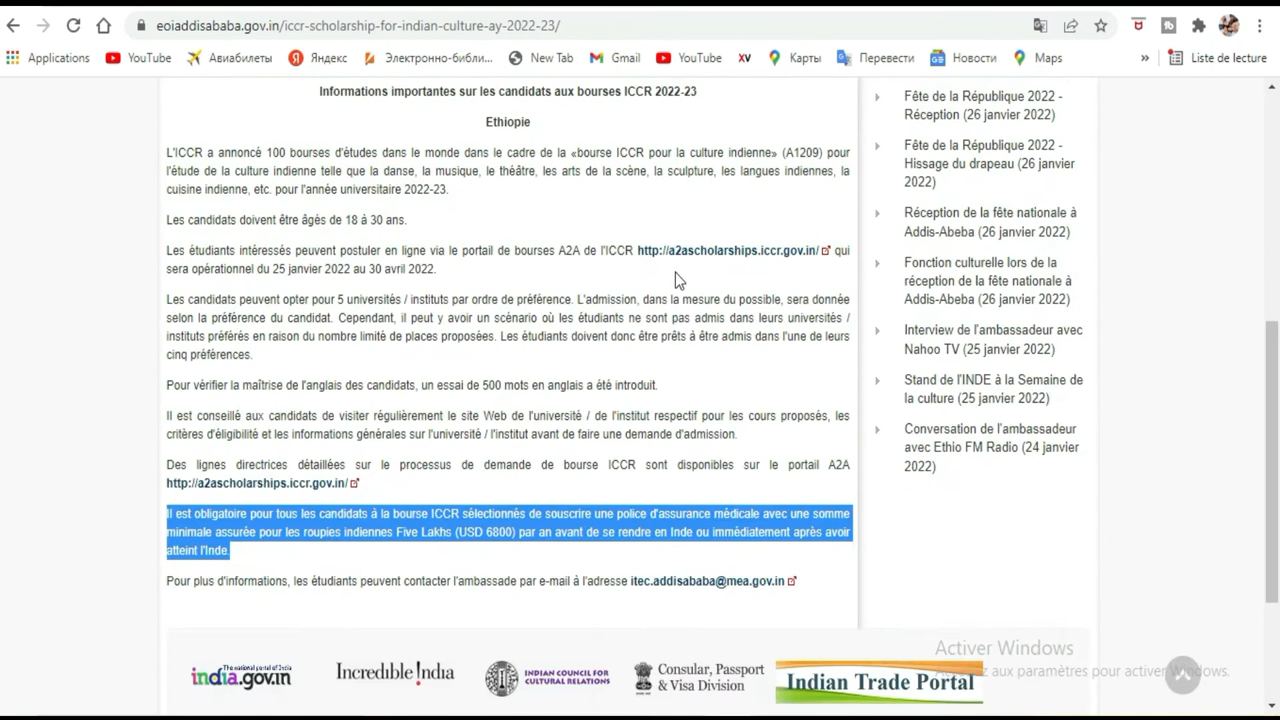 eoiaddisababa.gov.in/iccr-scholarship-for-indian-culture-ay-2022-23/
Applications
YouTube
Авиабилеты
Яндекс
Электронно-библи...
New Tab
Gmail
YouTube
XV
Карты
Перевести
Новости
Maps
»
Liste de lecture
Informations importantes sur les candidats aux bourses ICCR 2022-23
Ethiopie
L'ICCR a annoncé 100 bourses d'études dans le monde dans le cadre de la «bourse ICCR pour la culture indienne» (A1209) pour
l'étude de la culture indienne telle que la danse, la musique, le théâtre, les arts de la scène, la sculpture, les langues indiennes, la
cuisine indienne, etc. pour l'année universitaire 2022-23.
Les candidats doivent être âgés de 18 à 30 ans.
Les étudiants intéressés peuvent postuler en ligne via le portail de bourses A2A de l'ICCR http://a2ascholarships.iccr.gov.in/ qui
sera opérationnel du 25 janvier 2022 au 30 avril 2022.
Les candidats peuvent opter pour 5 universités / instituts par ordre de préférence. L'admission, dans la mesure du possible, sera donnée
selon la préférence du candidat. Cependant, il peut y avoir un scénario où les étudiants ne sont pas admis dans leurs universités /
instituts préférés en raison du nombre limité de places proposées. Les étudiants doivent donc être prêts à être admis dans l'une de leurs
cinq préférences.
Pour vérifier la maîtrise de l'anglais des candidats, un essai de 500 mots en anglais a été introduit.
Il est conseillé aux candidats de visiter régulièrement le site Web de l'université / de l'institut respectif pour les cours proposés, les
critères d'éligibilité et les informations générales sur l'université / l'institut avant de faire une demande d'admission.
Des lignes directrices détaillées sur le processus de demande de bourse ICCR sont disponibles sur le portail A2A
http://a2ascholarships.iccr.gov.in/
Il est obligatoire pour tous les candidats à la bourse ICCR sélectionnés de souscrire une police d'assurance médicale avec une somme
minimale assurée pour les roupies indiennes Five Lakhs (USD 6800) par an avant de se rendre en Inde ou immédiatement après avoir
atteint l'Inde.
Pour plus d'informations, les étudiants peuvent contacter l'ambassade par e-mail à l'adresse itec.addisababa@mea.gov.in
Fête de la République 2022 -
Réception (26 janvier 2022)
Fête de la République 2022 -
Hissage du drapeau (26 janvier
2022)
Réception de la fête nationale à
Addis-Abeba (26 janvier 2022)
Fonction culturelle lors de la
réception de la fête nationale à
Addis-Abeba (26 janvier 2022)
Interview de l'ambassadeur avec
Nahoo TV (25 janvier 2022)
Stand de l'INDE à la Semaine de
la culture (25 janvier 2022)
Conversation de l'ambassadeur
avec Ethio FM Radio (24 janvier
2022)
The national portal of India
india.gov.in
Incredible!ndia
INDIAN COUNCIL FOR
CULTURAL RELATIONS
Consular, Passport
& Visa Division
Indian Trade Portal
Activer Windows
aux paramètres pour activer Windows.